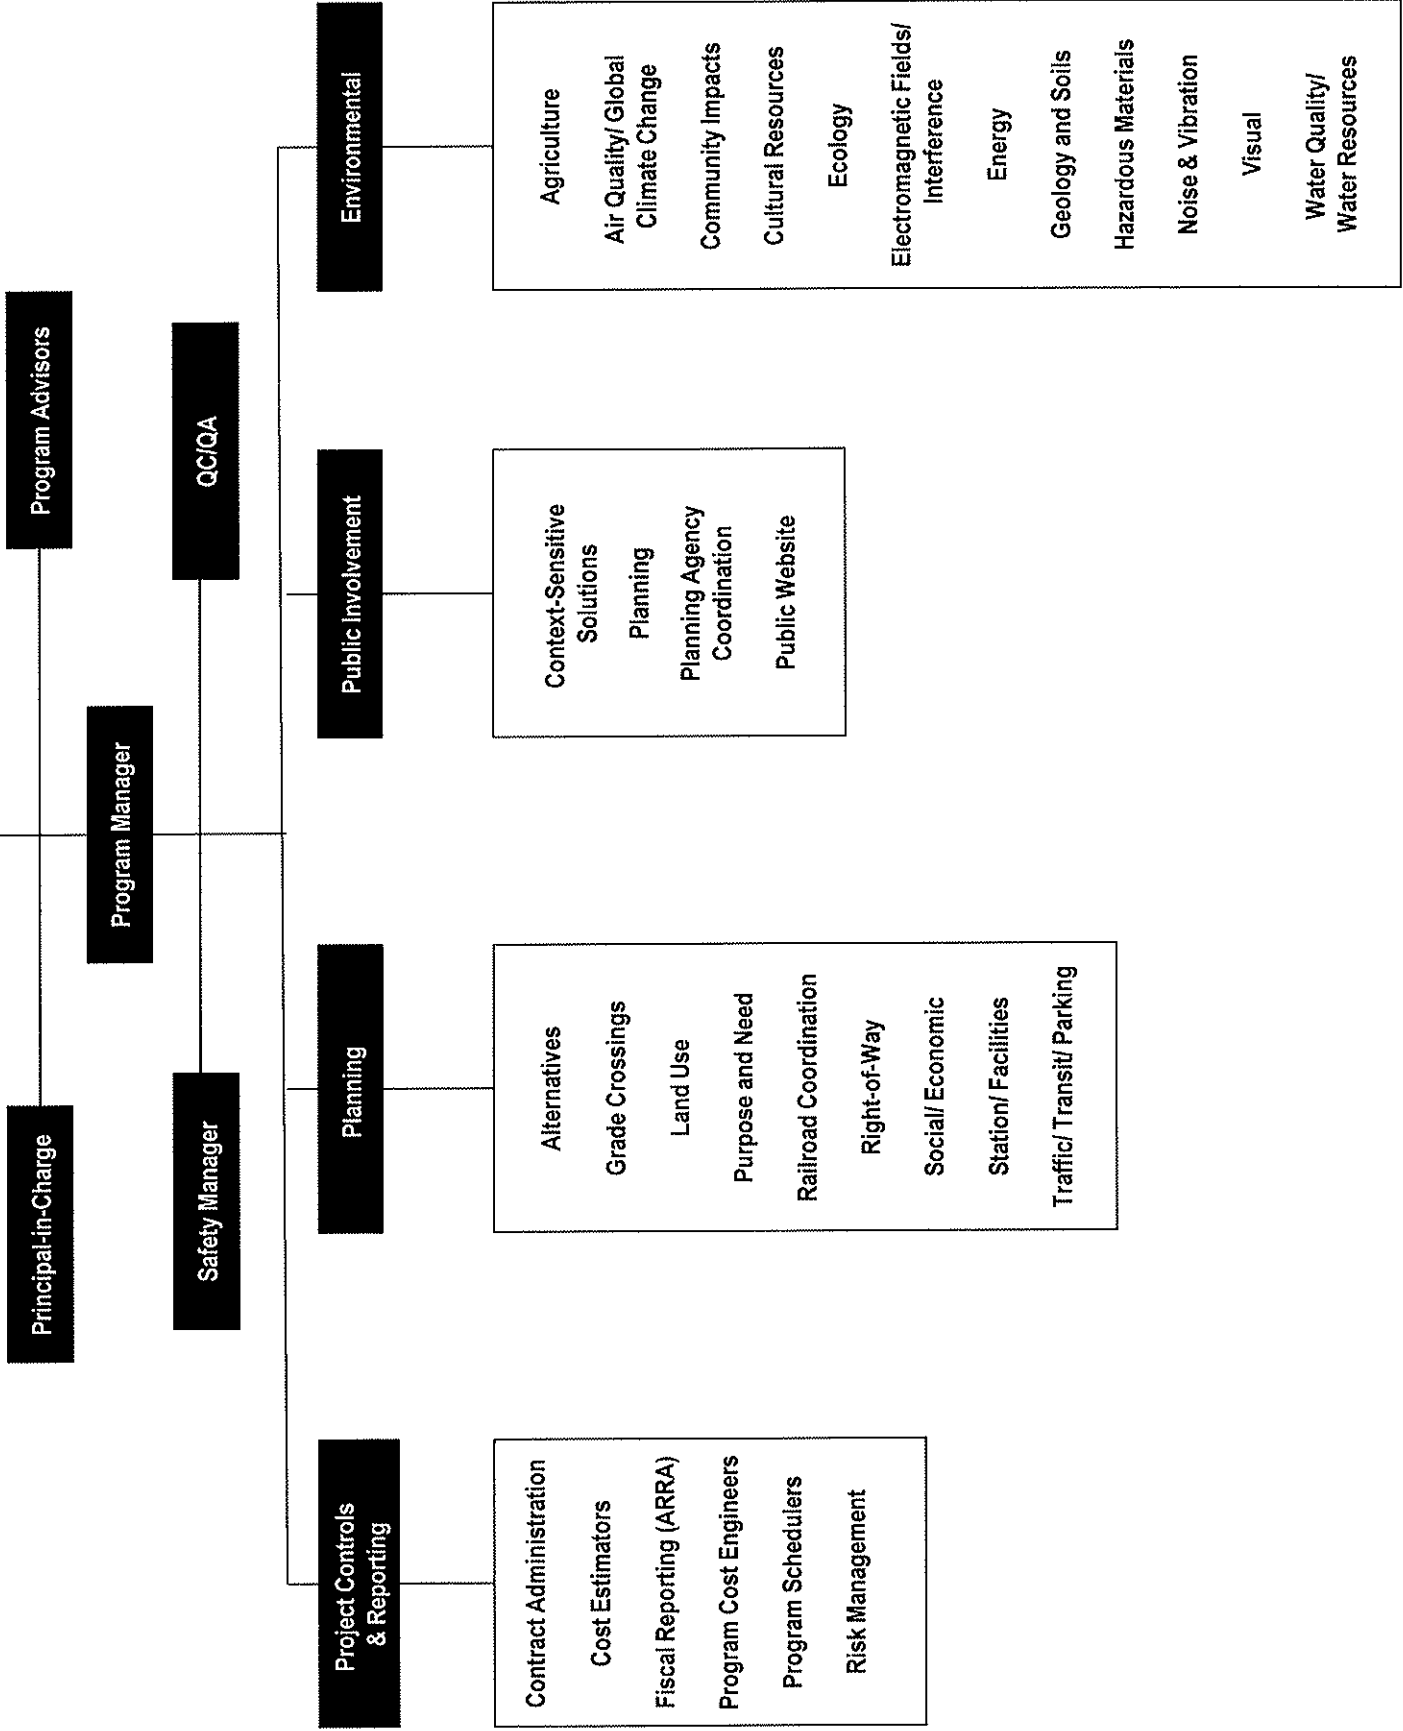 Principal-in-Charge
Program Advisors
Program Manager
Safety Manager
QC/QA
Project Controls
& Reporting
Contract Administration
Cost Estimators
Fiscal Reporting (ARRA)
Program Cost Engineers
Program Schedulers
Risk Management
Planning
Alternatives
Grade Crossings
Land Use
Purpose and Need
Railroad Coordination
Right-of-Way
Social/ Economic
Station/ Facilities
Traffic/ Transit/ Parking
Public Involvement
Context-Sensitive
Solutions
Planning
Planning Agency
Coordination
Public Website
Environmental
Agriculture
Air Quality/ Global
Climate Change
Community Impacts
Cultural Resources
Ecology
Electromagnetic Fields/
Interference
Energy
Geology and Soils
Hazardous Materials
Noise & Vibration
Visual
Water Quality/
Water Resources